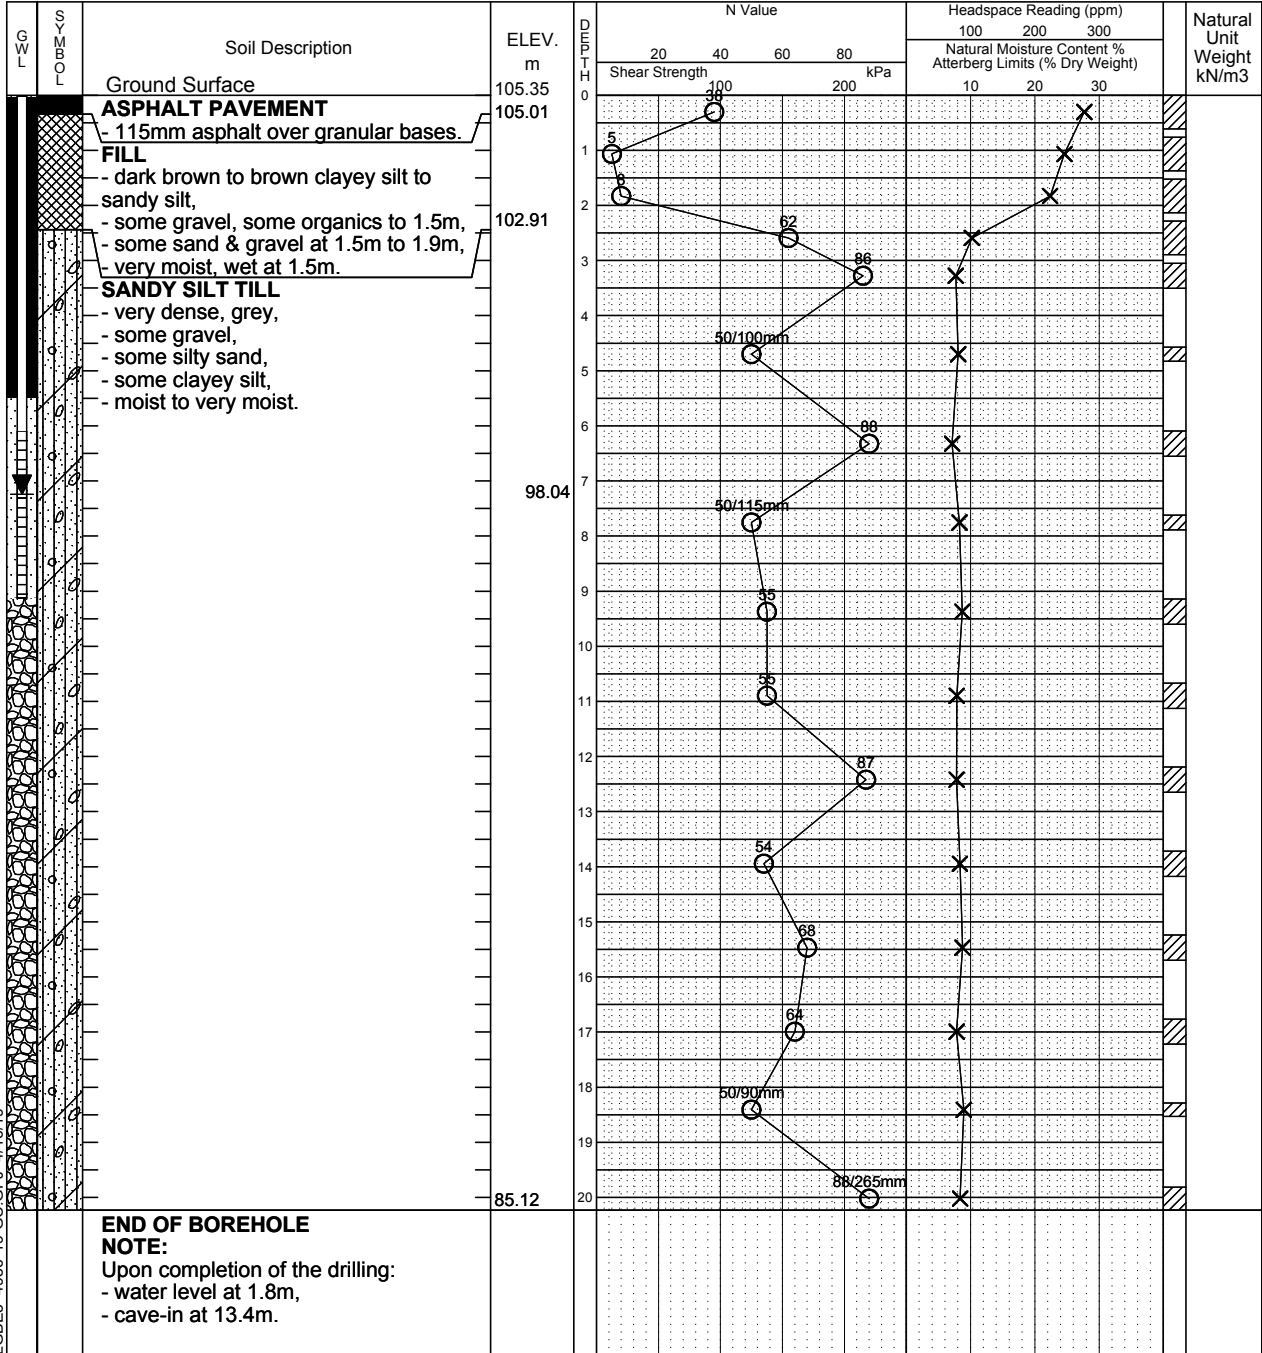 GWL
SYMBOL
Soil Description
ELEV.
m
DEPTH
N Value
20 40 60 80
Shear Strength kPa
100 200
Headspace Reading (ppm)
100 200 300
Natural Moisture Content %
Atterberg Limits (% Dry Weight)
10 20 30
Natural
Unit
Weight
kN/m3
Ground Surface
105.35
0
ASPHALT PAVEMENT
105.01
- 115mm asphalt over granular bases.
FILL
- dark brown to brown clayey silt to
sandy silt,
- some gravel, some organics to 1.5m,
102.91
- some sand & gravel at 1.5m to 1.9m,
- very moist, wet at 1.5m.
SANDY SILT TILL
- very dense, grey,
- some gravel,
- some silty sand,
- some clayey silt,
- moist to very moist.
98.04
85.12
1
2
3
4
5
6
7
8
9
10
11
12
13
14
15
16
17
18
19
20
38
5
8
62
86
50/100mm
88
50/115mm
55
55
87
54
68
64
50/90mm
88/265mm
END OF BOREHOLE
NOTE:
Upon completion of the drilling:
- water level at 1.8m,
- cave-in at 13.4m.